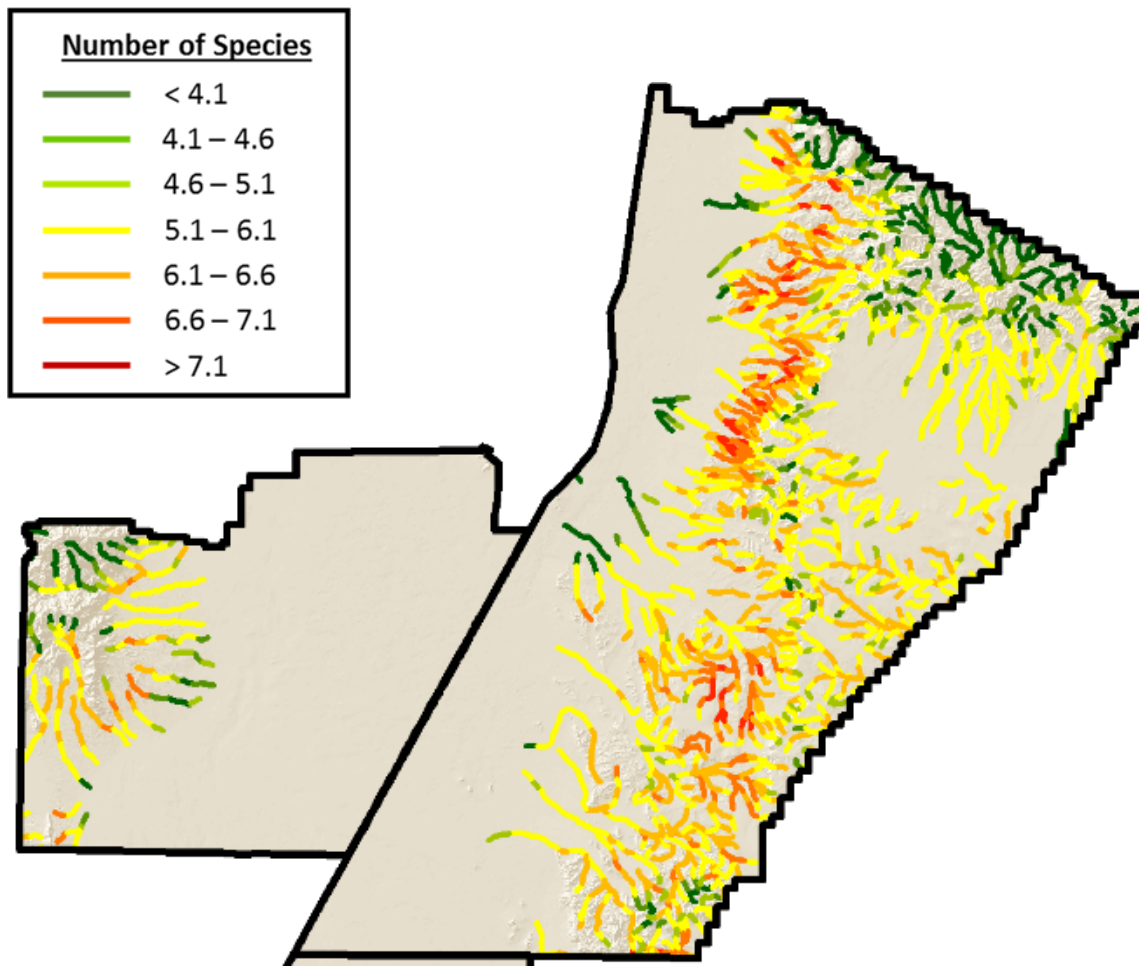 Number of Species
< 4.1
4.1 – 4.6
4.6 – 5.1
5.1 – 6.1
6.1 – 6.6
6.6 – 7.1
> 7.1